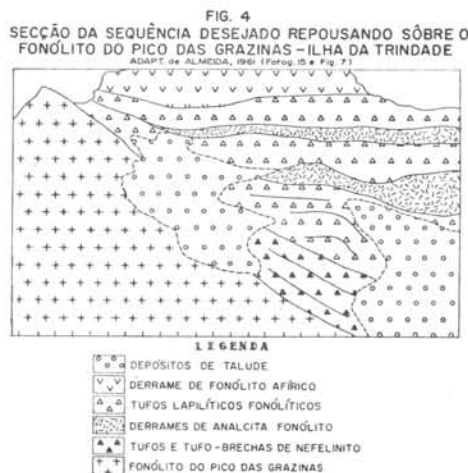 FIG. 4
SECÇÃO DA SEQUÊNCIA DESEJADO REPOUSANDO SÔBRE O
FONÓLITO DO PICO DAS GRAZINAS – ILHA DA TRINDADE
ADAPT. de ALMEIDA, 1961 (Fotog. 15 e Fig. 7)
LEGENDA
DEPÓSITOS DE TALUDE
DERRAME DE FONÓLITO AFÍRICO
TUFOS LAPILÍTICOS FONOLÍTICOS
DERRAMES DE ANALCITA FONÓLITO
TUFOS E TUFO-BRECHAS DE NEFELINITO
FONÓLITO DO PICO DAS GRAZINAS